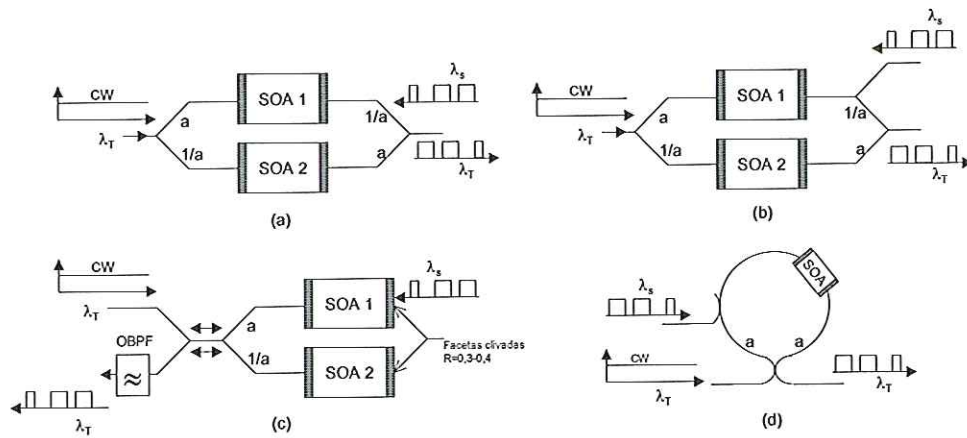 CW
λT
a
1/a
SOA 1
SOA 2
λs
1/a
a
λT
(a)
CW
λT
a
1/a
SOA 1
SOA 2
λs
1/a
a
λT
(b)
CW
λT
OBPF
≈
λT
a
1/a
SOA 1
SOA 2
λs
Facetas clivadas
R=0,3-0,4
(c)
λs
SOA
a
a
CW
λT
λT
(d)